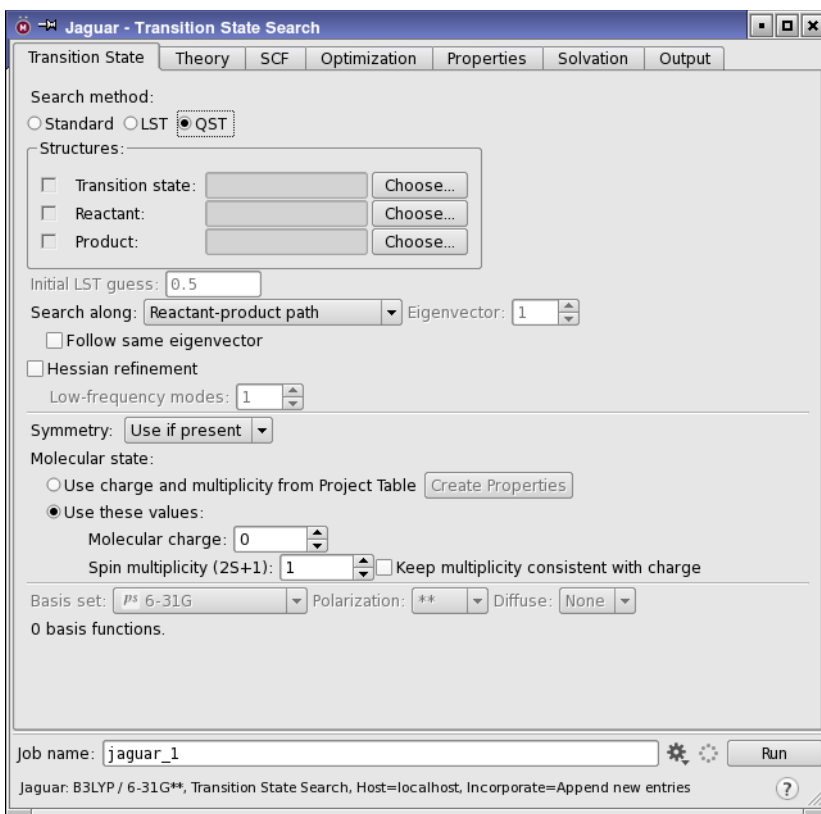 Jaguar - Transition State Search
Transition State Theory SCF Optimization Properties Solvation Output
Search method:
Standard LST QST
Structures:
Transition state: Choose...
Reactant: Choose...
Product: Choose...
Initial LST guess: 0.5
Search along: Reactant-product path Eigenvector: 1
Follow same eigenvector
Hessian refinement
Low-frequency modes: 1
Symmetry: Use if present
Molecular state:
Use charge and multiplicity from Project Table Create Properties
Use these values:
Molecular charge: 0
Spin multiplicity (2S+1): 1 Keep multiplicity consistent with charge
Basis set: ps 6-31G Polarization: ** Diffuse: None
0 basis functions.
Job name: jaguar_1 Run
Jaguar: B3LYP / 6-31G**, Transition State Search, Host=localhost, Incorporate=Append new entries ?